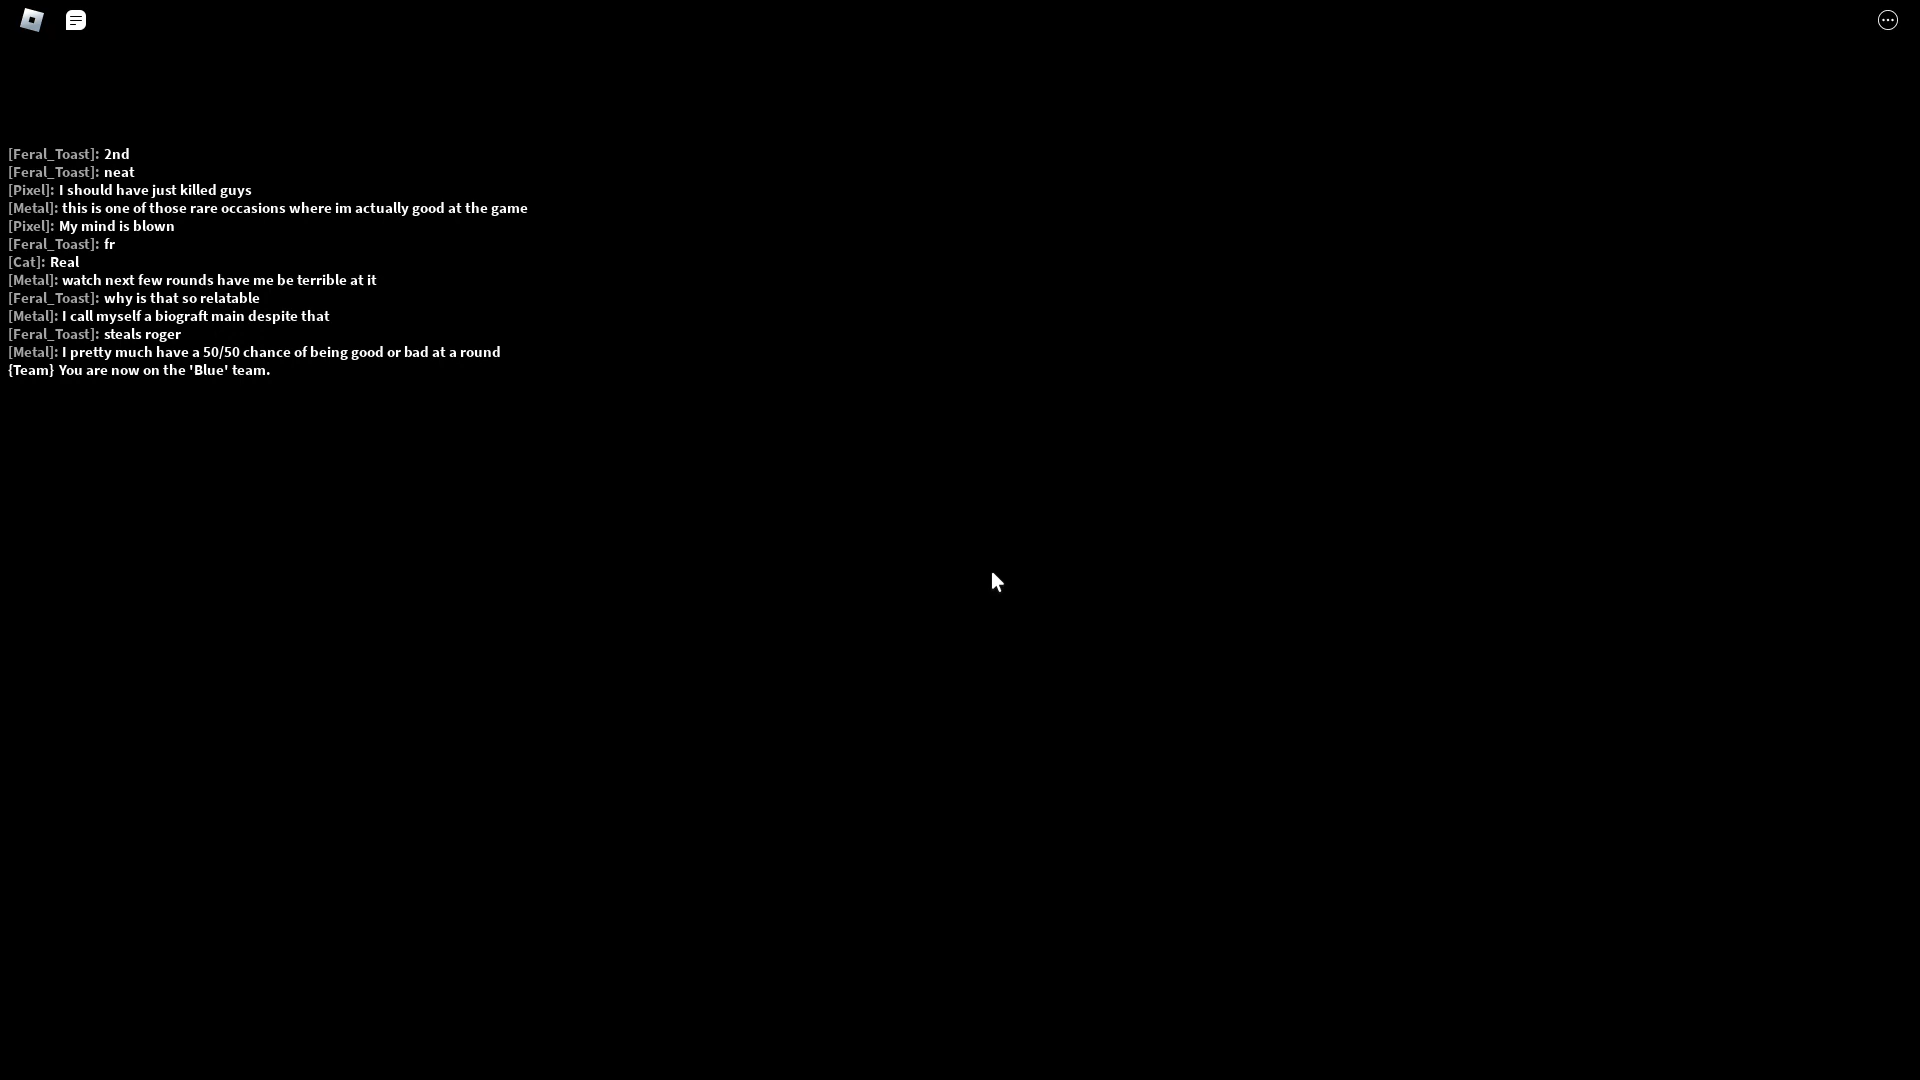 [Feral_Toast]: 2nd
[Feral_Toast]: neat
[Pixel]: I should have just killed guys
[Metal]: this is one of those rare occasions where im actually good at the game
[Pixel]: My mind is blown
[Feral_Toast]: fr
[Cat]: Real
[Metal]: watch next few rounds have me be terrible at it
[Feral_Toast]: why is that so relatable
[Metal]: I call myself a biograft main despite that
[Feral_Toast]: steals roger
[Metal]: I pretty much have a 50/50 chance of being good or bad at a round
{Team} You are now on the 'Blue' team.